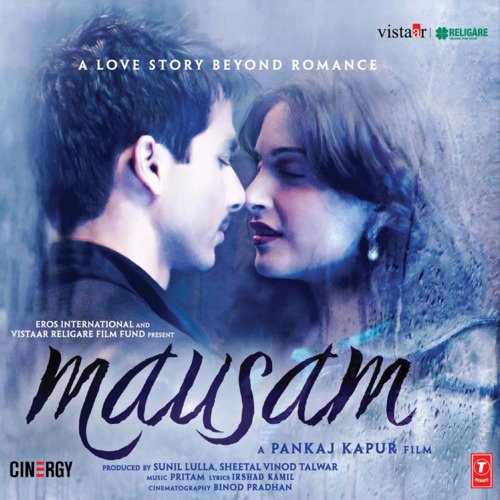 vistaar
RELIGARE
A LOVE STORY BEYOND ROMANCE
EROS INTERNATIONAL AND
VISTAAR RELIGARE FILM FUND PRESENT
mausam
A PANKAJ KAPUR FILM
CINERGY
PRODUCED BY SUNIL LULLA, SHEETAL VINOD TALWAR
MUSIC PRITAM LYRICS IRSHAD KAMIL
CINEMATOGRAPHY BINOD PRADHAN
T
SERIES